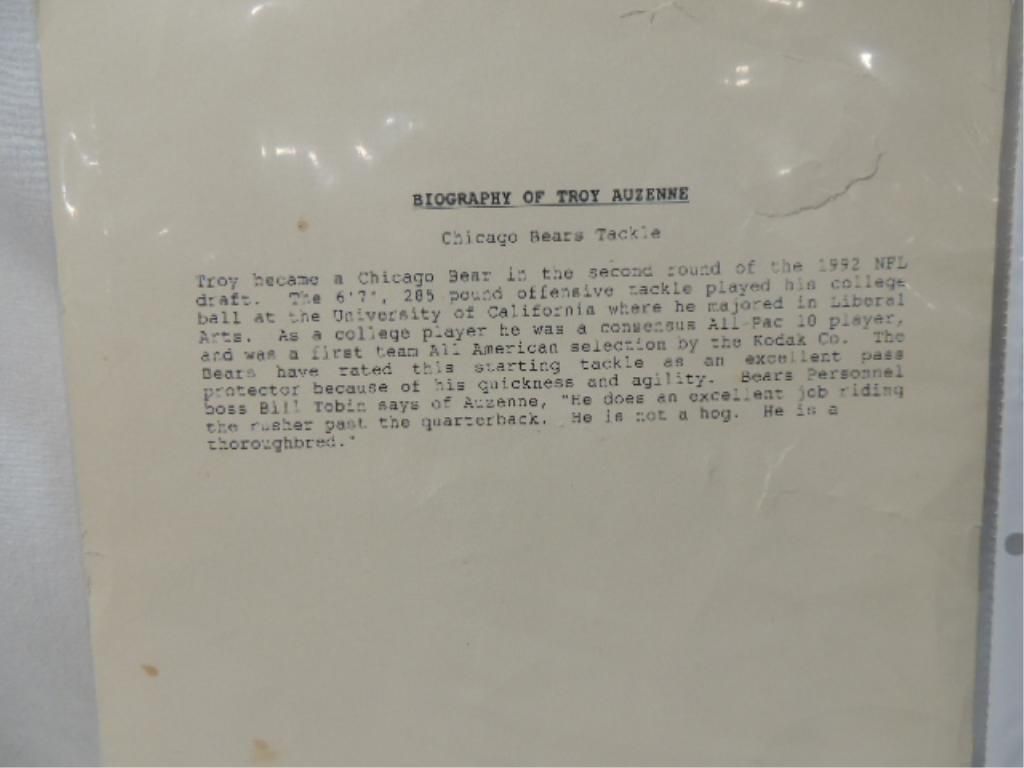 BIOGRAPHY OF TROY AUZENNE
Chicago Bears Tackle
Troy became a Chicago Bear in the second round of the 1992 NFL
draft. The 6'7", 285 pound offensive tackle played his college
ball at the University of California where he majored in Liberal
Arts. As a college player he was a consensus All-Pac 10 player,
and was a first team All American selection by the Kodak Co. The
Bears have rated this starting tackle as an excellent pass
protector because of his quickness and agility. Bears Personnel
boss Bill Tobin says of Auzenne, "He does an excellent job riding
the rusher past the quarterback. He is not a hog. He is a
thoroughbred."